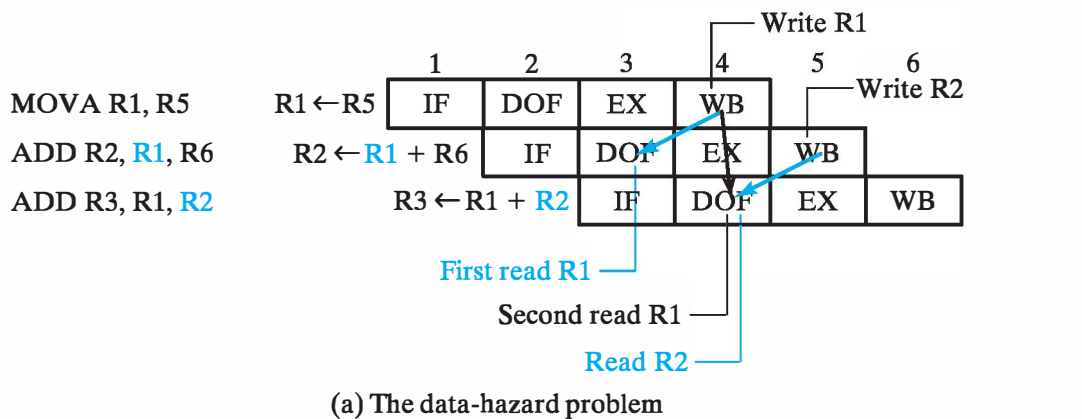 Write R1
1 2 3 4 5 6
Write R2
MOVA R1, R5 R1 ← R5 IF DOF EX WB
ADD R2, R1, R6 R2 ← R1 + R6 IF DOF EX WB
ADD R3, R1, R2 R3 ← R1 + R2 IF DOF EX WB
First read R1
Second read R1
Read R2
(a) The data-hazard problem